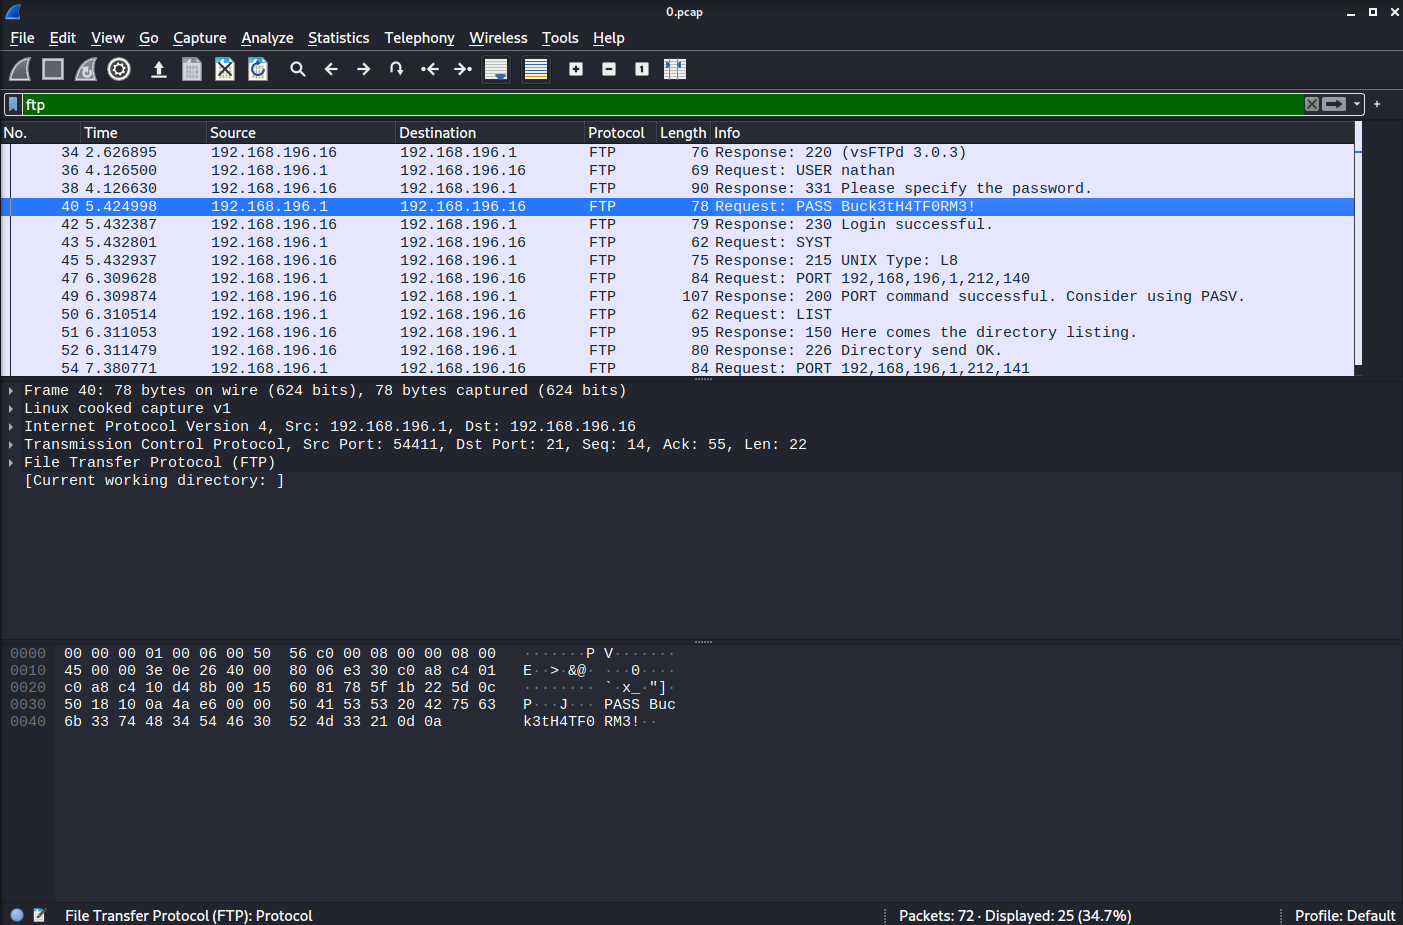 0.pcap
File Edit View Go Capture Analyze Statistics Telephony Wireless Tools Help
ftp
No. Time Source Destination Protocol Length Info
34 2.626895 192.168.196.16 192.168.196.1 FTP 76 Response: 220 (vsFTPd 3.0.3)
36 4.126500 192.168.196.1 192.168.196.16 FTP 69 Request: USER nathan
38 4.126630 192.168.196.16 192.168.196.1 FTP 90 Response: 331 Please specify the password.
40 5.424998 192.168.196.1 192.168.196.16 FTP 78 Request: PASS Buck3tH4TF0RM3!
42 5.432387 192.168.196.16 192.168.196.1 FTP 79 Response: 230 Login successful.
43 5.432801 192.168.196.1 192.168.196.16 FTP 62 Request: SYST
45 5.432937 192.168.196.16 192.168.196.1 FTP 75 Response: 215 UNIX Type: L8
47 6.309628 192.168.196.1 192.168.196.16 FTP 84 Request: PORT 192,168,196,1,212,140
49 6.309874 192.168.196.16 192.168.196.1 FTP 107 Response: 200 PORT command successful. Consider using PASV.
50 6.310514 192.168.196.1 192.168.196.16 FTP 62 Request: LIST
51 6.311053 192.168.196.16 192.168.196.1 FTP 95 Response: 150 Here comes the directory listing.
52 6.311479 192.168.196.16 192.168.196.1 FTP 80 Response: 226 Directory send OK.
54 7.380771 192.168.196.1 192.168.196.16 FTP 84 Request: PORT 192,168,196,1,212,141
Frame 40: 78 bytes on wire (624 bits), 78 bytes captured (624 bits)
Linux cooked capture v1
Internet Protocol Version 4, Src: 192.168.196.1, Dst: 192.168.196.16
Transmission Control Protocol, Src Port: 54411, Dst Port: 21, Seq: 14, Ack: 55, Len: 22
File Transfer Protocol (FTP)
[Current working directory: ]
0000 00 00 00 01 00 06 00 50 56 c0 00 08 00 00 08 00 ·······P V·······
0010 45 00 00 3e 0e 26 40 00 80 06 e3 30 c0 a8 c4 01 E··>·&@· ···0····
0020 c0 a8 c4 10 d4 8b 00 15 60 81 78 5f 1b 22 5d 0c ········ `·x_·"]·
0030 50 18 10 0a 4a e6 00 00 50 41 53 53 20 42 75 63 P···J··· PASS Buc
0040 6b 33 74 48 34 54 46 30 52 4d 33 21 0d 0a k3tH4TF0 RM3!··
File Transfer Protocol (FTP): Protocol Packets: 72 · Displayed: 25 (34.7%) Profile: Default